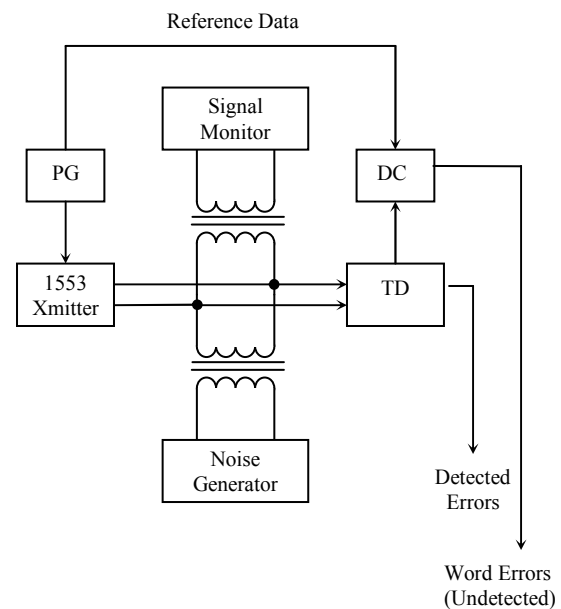 Reference Data
Signal
Monitor
PG
DC
1553
Xmitter
TD
Noise
Generator
Detected
Errors
Word Errors
(Undetected)